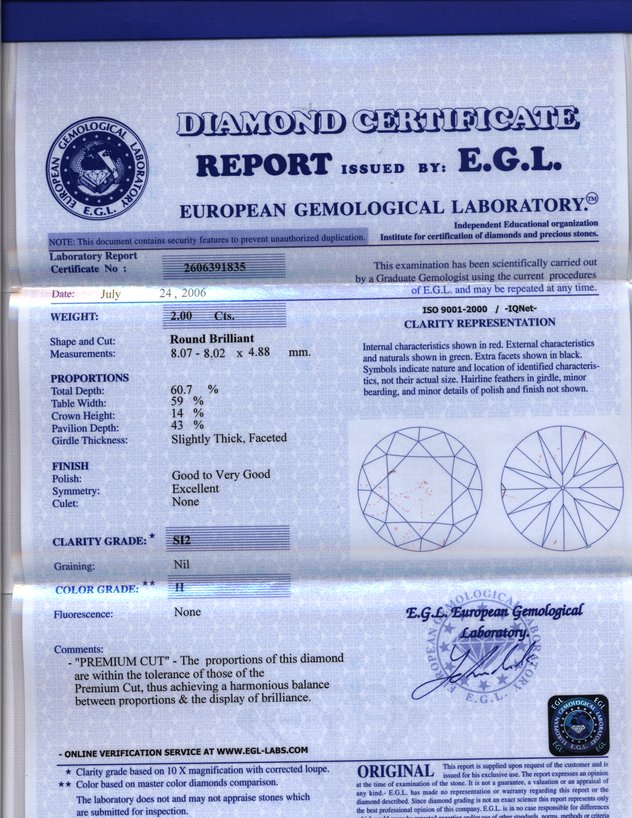 DIAMOND CERTIFICATE
REPORT ISSUED BY: E.G.L.
EUROPEAN GEMOLOGICAL LABORATORY.™
EUROPEAN GEMOLOGICAL LABORATORY
E.G.L.
Independent Educational organization
NOTE: This document contains security features to prevent unauthorized duplication.
Institute for certification of diamonds and precious stones.
Laboratory Report
Certificate No : 2606391835
This examination has been scientifically carried out
by a Graduate Gemologist using the current procedures
of E.G.L. and may be repeated at any time.
Date: July 24 , 2006
WEIGHT: 2.00 Cts.
Shape and Cut: Round Brilliant
Measurements: 8.07 - 8.02 x 4.88 mm.
PROPORTIONS
Total Depth: 60.7 %
Table Width: 59 %
Crown Height: 14 %
Pavilion Depth: 43 %
Girdle Thickness: Slightly Thick, Faceted
FINISH
Polish: Good to Very Good
Symmetry: Excellent
Culet: None
CLARITY GRADE: * SI2
Graining: Nil
COLOR GRADE: ** H
Fluorescence: None
Comments:
- "PREMIUM CUT" - The proportions of this diamond
are within the tolerance of those of the
Premium Cut, thus achieving a harmonious balance
between proportions & the display of brilliance.
- ONLINE VERIFICATION SERVICE AT WWW.EGL-LABS.COM
★ Clarity grade based on 10 X magnification with corrected loupe.
★★ Color based on master color diamonds comparison.
The laboratory does not and may not appraise stones which
are submitted for inspection.
ISO 9001-2000 / -IQNet-
CLARITY REPRESENTATION
Internal characteristics shown in red. External characteristics
and naturals shown in green. Extra facets shown in black.
Symbols indicate nature and location of identified characteris-
tics, not their actual size. Hairline feathers in girdle, minor
bearding, and minor details of polish and finish not shown.
E.G.L. European Gemological
Laboratory.
EUROPEAN GEMOLOGICAL LABORATORY
E.G.L.
EGL EGL
EGL EGL
ORIGINAL This report is supplied upon request of the customer and is
issued for his exclusive use. The report expresses an opinion
at the time of examination of the stone. It is not a guarantee, a valuation or an appraisal of
any kind.- E.G.L. has made no representation or warranty regarding this report or the
diamond described. Since diamond grading is not an exact science this report represents only
the best professional opinion of this company. E.G.L. is in no case responsible for differences